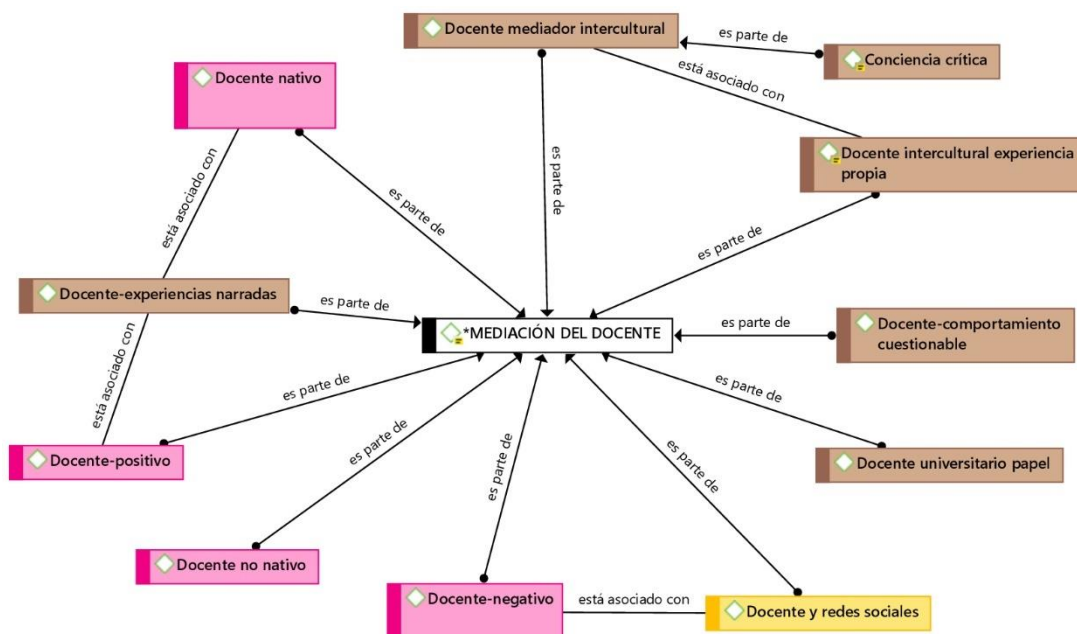 Docente mediador intercultural
es parte de
Conciencia crítica
está asociado con
Docente nativo
Docente intercultural experiencia
propia
es parte de
está asociado con
es parte de
es parte de
Docente-experiencias narradas
es parte de
*MEDIACIÓN DEL DOCENTE
es parte de
Docente-comportamiento
cuestionable
está asociado con
es parte de
es parte de
Docente-positivo
es parte de
es parte de
es parte de
Docente universitario papel
Docente no nativo
Docente-negativo
está asociado con
Docente y redes sociales